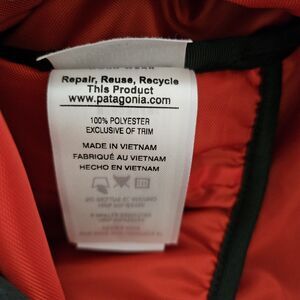 Repair, Reuse, Recycle
This Product
www.patagonia.com
100% POLYESTER
EXCLUSIVE OF TRIM
MADE IN VIETNAM
FABRIQUÉ AU VIETNAM
HECHO EN VIETNAM